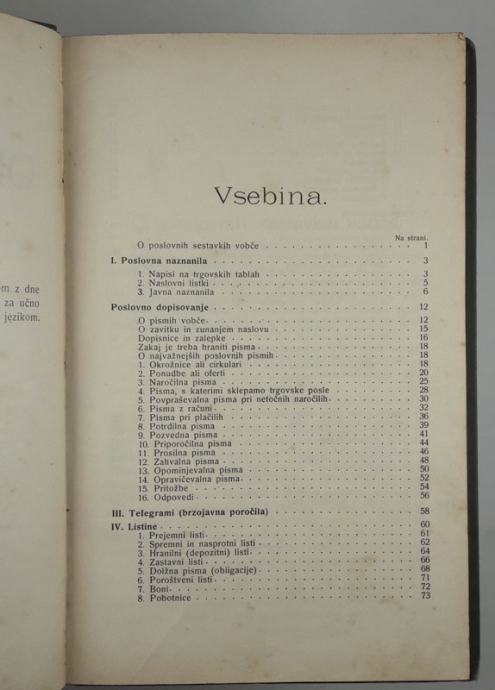 om z dne
za učno
jezikom.
Vsebina.
Na strani.
O poslovnih sestavkih vobče 1
I. Poslovna naznanila 3
1. Napisi na trgovskih tablah 3
2. Naslovni listki 5
3. Javna naznanila 6
Poslovno dopisovanje 12
O pismih vobče 12
O zavitku in zunanjem naslovu 15
Dopisnice in zalepke 16
Zakaj je treba hraniti pisma 18
O najvažnejših poslovnih pismih 18
1. Okrožnice ali cirkulari 18
2. Ponudbe ali oferti 20
3. Naročilna pisma 25
4. Pisma, s katerimi sklepamo trgovske posle 28
5. Povpraševalna pisma pri netočnih naročilih 30
6. Pisma z računi 32
7. Pisma pri plačilih 36
8. Potrdilna pisma 39
9. Pozvedna pisma 41
10. Priporočilna pisma 44
11. Prosilna pisma 46
12. Zahvalna pisma 48
13. Opominjevalna pisma 50
14. Opravičevalna pisma 52
15. Pritožbe 54
16. Odpovedi 56
III. Telegrami (brzojavna poročila) 58
IV. Listine 60
1. Prejemni listi 61
2. Spremni in nasprotni listi 62
3. Hranilni (depozitni) listi 64
4. Zastavni listi 66
5. Dolžna pisma (obligacije) 68
6. Poroštveni listi 71
7. Boni 72
8. Pobotnice 73